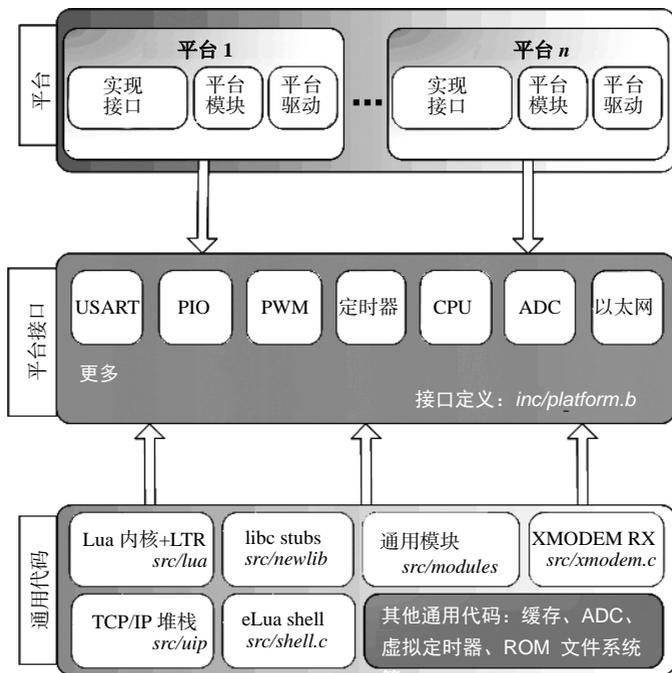 平台
平台 1
实现
接口
平台
模块
平台
驱动
...
平台 n
实现
接口
平台
模块
平台
驱动
平台接口
USART
PIO
PWM
定时器
CPU
ADC
以太网
更多
接口定义：inc/platform.b
通用代码
Lua 内核+LTR
src/lua
libc stubs
src/newlib
通用模块
src/modules
XMODEM RX
src/xmodem.c
TCP/IP 堆栈
src/uip
eLua shell
src/shell.c
其他通用代码：缓存、ADC、
虚拟定时器、ROM 文件系统